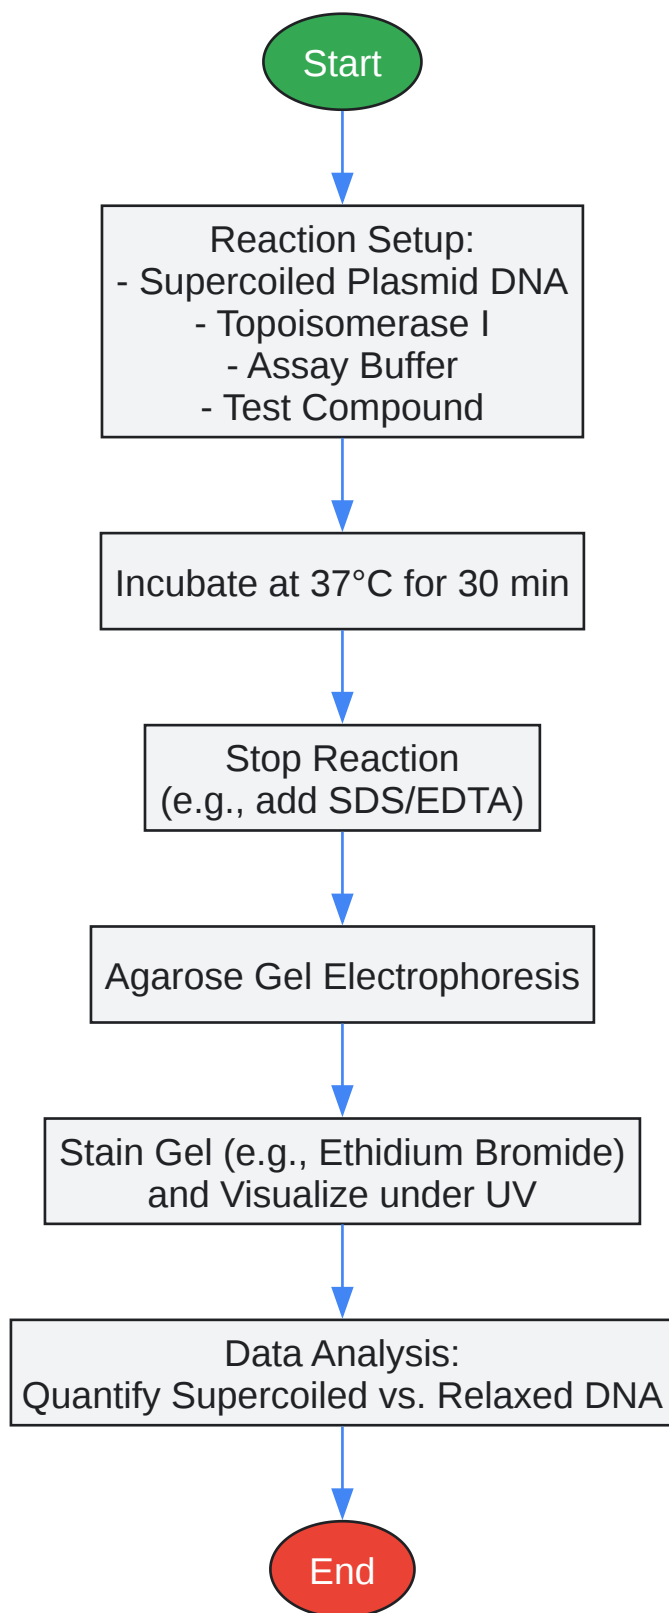 Start
Reaction Setup:
- Supercoiled Plasmid DNA
- Topoisomerase I
- Assay Buffer
- Test Compound
Incubate at 37°C for 30 min
Stop Reaction
(e.g., add SDS/EDTA)
Agarose Gel Electrophoresis
Stain Gel (e.g., Ethidium Bromide)
and Visualize under UV
Data Analysis:
Quantify Supercoiled vs. Relaxed DNA
End